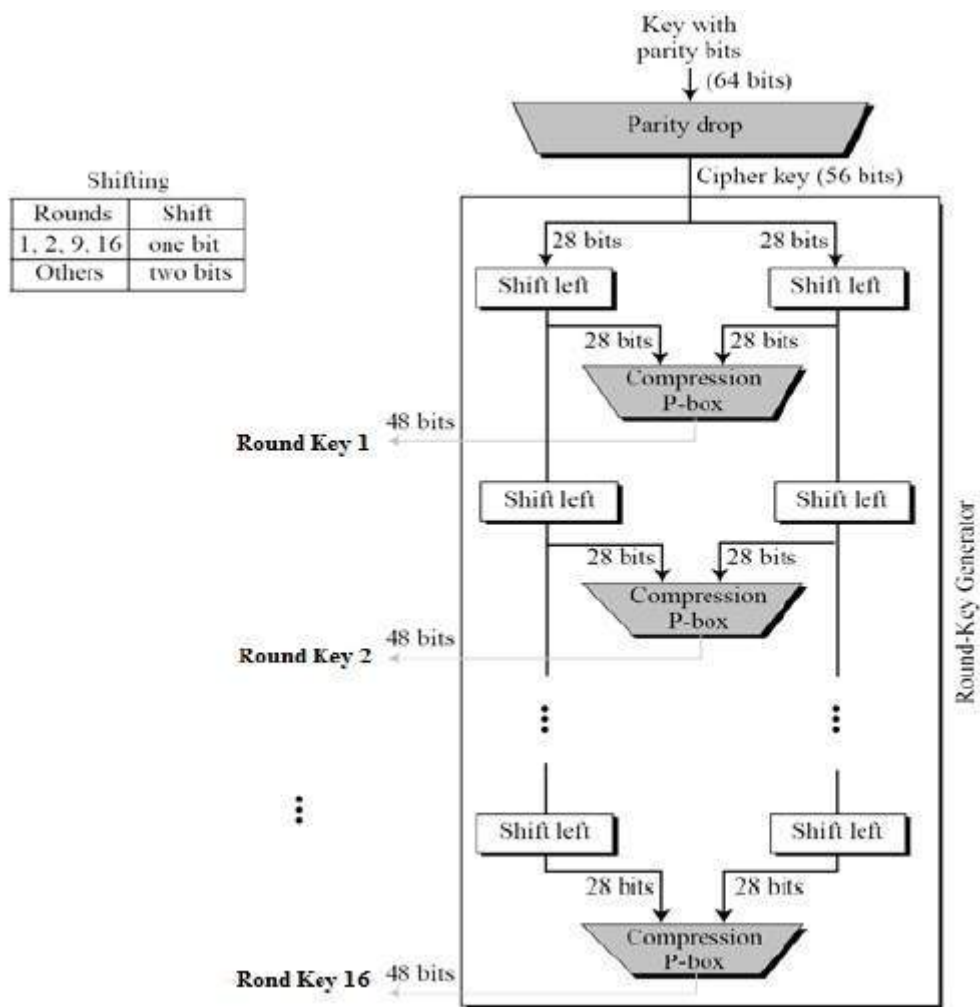 Key with
parity bits
(64 bits)
Parity drop
Cipher key (56 bits)
Shifting
Rounds Shift
1, 2, 9, 16 one bit
Others two bits
28 bits 28 bits
Shift left Shift left
28 bits 28 bits
Compression
P-box
48 bits
Round Key 1
Shift left Shift left
28 bits 28 bits
Compression
P-box
48 bits
Round Key 2
Round-Key Generator
Shift left Shift left
28 bits 28 bits
Compression
P-box
48 bits
Rond Key 16